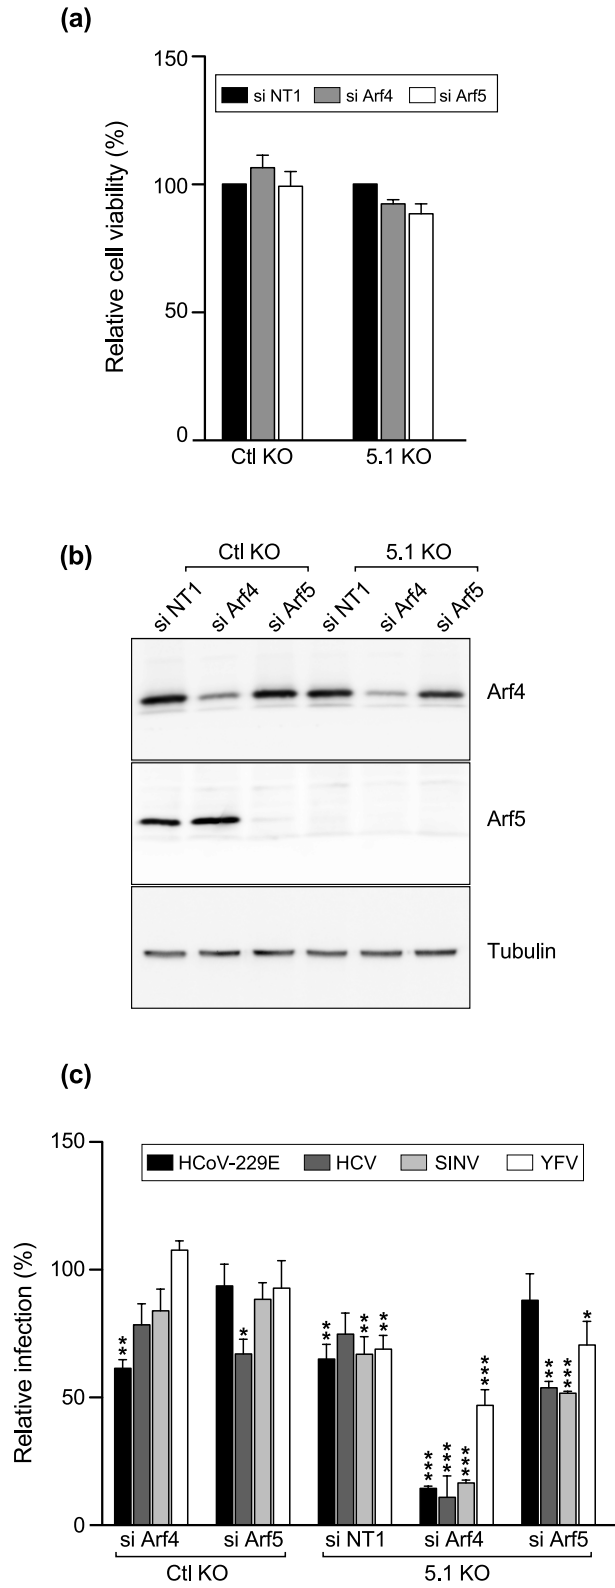 (a)
150
si NT1 si Arf4 si Arf5
100
50
0
Relative cell viability (%)
Ctl KO 5.1 KO
(b)
Ctl KO 5.1 KO
si NT1 si Arf4 si Arf5 si NT1 si Arf4 si Arf5
Arf4
Arf5
Tubulin
(c)
150
HCoV-229E HCV SINV YFV
100
50
0
Relative infection (%)
** * ** ** ** *** *** *** *** ** *** *
si Arf4 si Arf5 si NT1 si Arf4 si Arf5
Ctl KO 5.1 KO